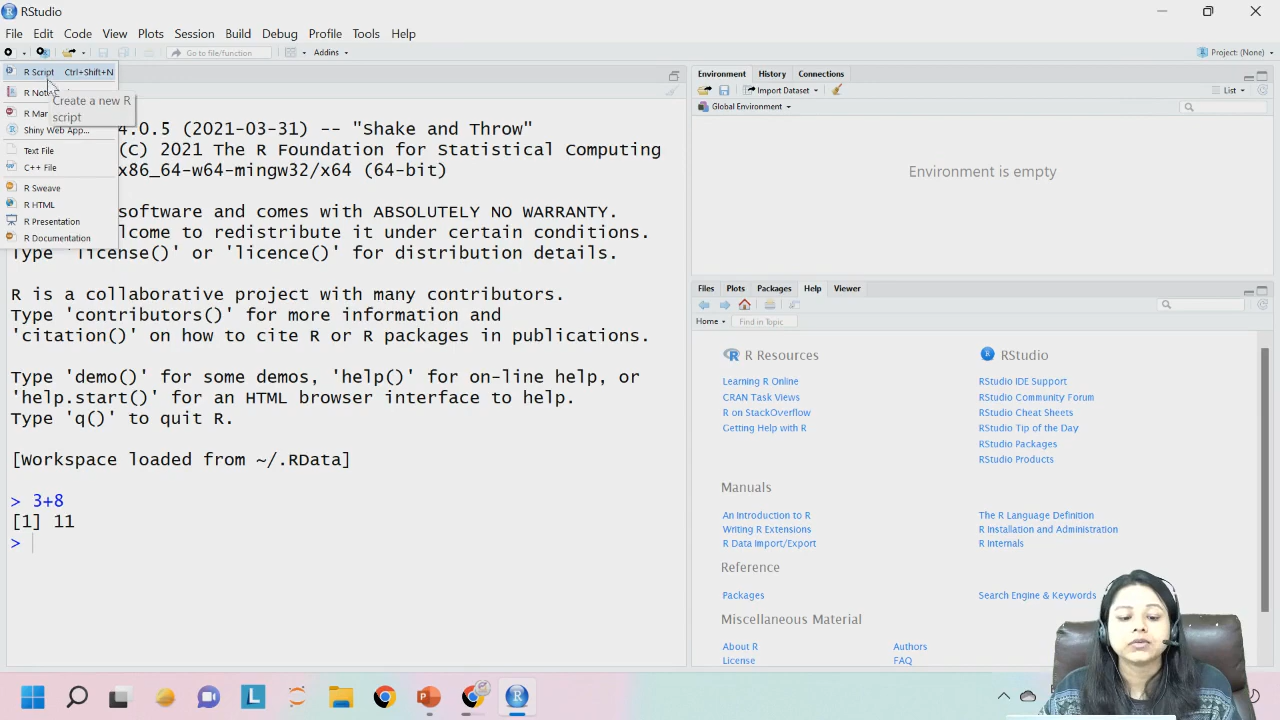 RStudio
File Edit Code View Plots Session Build Debug Profile Tools Help
Go to file/function Addins Project: (None)
R Script Ctrl+Shift+N
R Note
Create a new R
script
R Mar
Shiny Web App...
Text File
C++ File
R Sweave
R HTML
R Presentation
R Documentation
4.0.5 (2021-03-31) -- "Shake and Throw"
(C) 2021 The R Foundation for Statistical Computing
x86_64-w64-mingw32/x64 (64-bit)
software and comes with ABSOLUTELY NO WARRANTY.
lcome to redistribute it under certain conditions.
Type 'license()' or 'licence()' for distribution details.
R is a collaborative project with many contributors.
Type 'contributors()' for more information and
'citation()' on how to cite R or R packages in publications.
Type 'demo()' for some demos, 'help()' for on-line help, or
'help.start()' for an HTML browser interface to help.
Type 'q()' to quit R.
[Workspace loaded from ~/.RData]
> 3+8
[1] 11
>
Environment History Connections
Import Dataset List
Global Environment
Environment is empty
Files Plots Packages Help Viewer
Home Find in Topic
R Resources
Learning R Online
CRAN Task Views
R on StackOverflow
Getting Help with R
RStudio
RStudio IDE Support
RStudio Community Forum
RStudio Cheat Sheets
RStudio Tip of the Day
RStudio Packages
RStudio Products
Manuals
An Introduction to R
Writing R Extensions
R Data Import/Export
The R Language Definition
R Installation and Administration
R Internals
Reference
Packages
Search Engine & Keywords
Miscellaneous Material
About R
License
Authors
FAQ